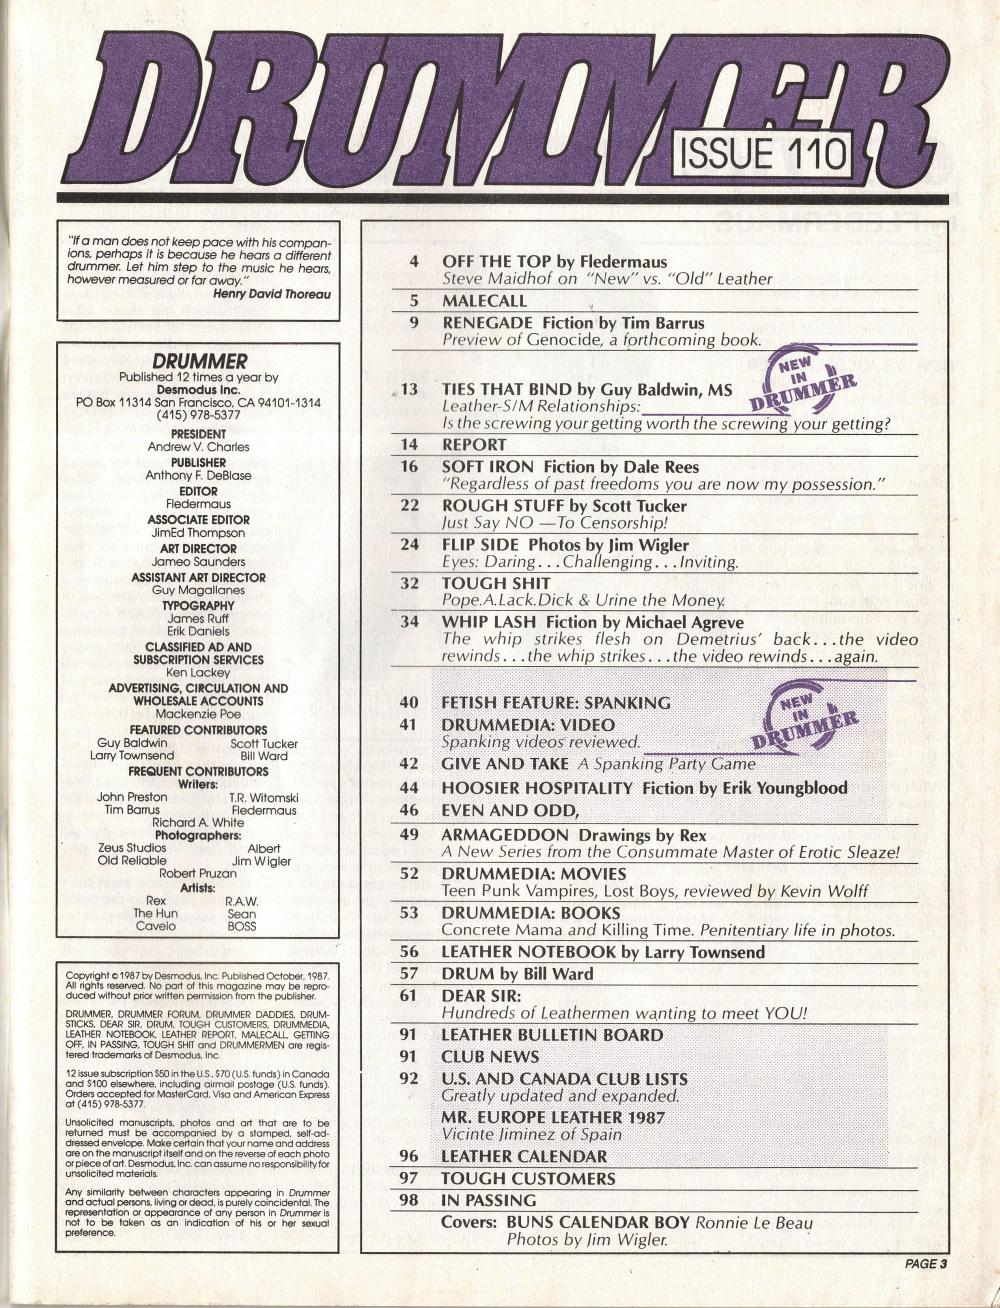 DRUMMER
ISSUE 110
"If a man does not keep pace with his compan-
ions, perhaps it is because he hears a different
drummer. Let him step to the music he hears,
however measured or far away."
Henry David Thoreau
DRUMMER
Published 12 times a year by
Desmodus Inc.
PO Box 11314 San Francisco, CA 94101-1314
(415) 978-5377
PRESIDENT
Andrew V. Charles
PUBLISHER
Anthony F. DeBlase
EDITOR
Fledermaus
ASSOCIATE EDITOR
JimEd Thompson
ART DIRECTOR
Jameo Saunders
ASSISTANT ART DIRECTOR
Guy Magallanes
TYPOGRAPHY
James Ruff
Erik Daniels
CLASSIFIED AD AND
SUBSCRIPTION SERVICES
Ken Lackey
ADVERTISING, CIRCULATION AND
WHOLESALE ACCOUNTS
Mackenzie Poe
FEATURED CONTRIBUTORS
Guy Baldwin Scott Tucker
Larry Townsend Bill Ward
FREQUENT CONTRIBUTORS
Writers:
John Preston T.R. Witomski
Tim Barrus Fledermaus
Richard A. White
Photographers:
Zeus Studios Albert
Old Reliable Jim Wigler
Robert Pruzan
Artists:
Rex R.A.W.
The Hun Sean
Cavelo BOSS
Copyright © 1987 by Desmodus, Inc. Published October, 1987.
All rights reserved. No part of this magazine may be repro-
duced without prior written permission from the publisher.
DRUMMER, DRUMMER FORUM, DRUMMER DADDIES, DRUM-
STICKS, DEAR SIR, DRUM, TOUGH CUSTOMERS, DRUMMEDIA,
LEATHER NOTEBOOK, LEATHER REPORT, MALECALL, GETTING
OFF, IN PASSING, TOUGH SHIT and DRUMMERMEN are regis-
tered trademarks of Desmodus, Inc.
12 issue subscription $50 in the U.S., $70 (U.S. funds) in Canada
and $100 elsewhere, including airmail postage (U.S. funds).
Orders accepted for MasterCard, Visa and American Express
at (415) 978-5377.
Unsolicited manuscripts, photos and art that are to be
returned must be accompanied by a stamped, self-ad-
dressed envelope. Make certain that your name and address
are on the manuscript itself and on the reverse of each photo
or piece of art. Desmodus, Inc. can assume no responsibility for
unsolicited materials.
Any similarity between characters appearing in Drummer
and actual persons, living or dead, is purely coincidental. The
representation or appearance of any person in Drummer is
not to be taken as an indication of his or her sexual
preference.
4 OFF THE TOP by Fledermaus
Steve Maidhof on "New" vs. "Old" Leather
5 MALECALL
9 RENEGADE Fiction by Tim Barrus
Preview of Genocide, a forthcoming book.
NEW
IN
DRUMMER
13 TIES THAT BIND by Guy Baldwin, MS
Leather-S/M Relationships:
Is the screwing your getting worth the screwing your getting?
14 REPORT
16 SOFT IRON Fiction by Dale Rees
"Regardless of past freedoms you are now my possession."
22 ROUGH STUFF by Scott Tucker
Just Say NO —To Censorship!
24 FLIP SIDE Photos by Jim Wigler
Eyes: Daring...Challenging...Inviting.
32 TOUGH SHIT
Pope.A.Lack.Dick & Urine the Money.
34 WHIP LASH Fiction by Michael Agreve
The whip strikes flesh on Demetrius' back...the video
rewinds...the whip strikes...the video rewinds...again.
40 FETISH FEATURE: SPANKING
NEW
IN
DRUMMER
41 DRUMMEDIA: VIDEO
Spanking videos reviewed.
42 GIVE AND TAKE A Spanking Party Game
44 HOOSIER HOSPITALITY Fiction by Erik Youngblood
46 EVEN AND ODD,
49 ARMAGEDDON Drawings by Rex
A New Series from the Consummate Master of Erotic Sleaze!
52 DRUMMEDIA: MOVIES
Teen Punk Vampires, Lost Boys, reviewed by Kevin Wolff
53 DRUMMEDIA: BOOKS
Concrete Mama and Killing Time. Penitentiary life in photos.
56 LEATHER NOTEBOOK by Larry Townsend
57 DRUM by Bill Ward
61 DEAR SIR:
Hundreds of Leathermen wanting to meet YOU!
91 LEATHER BULLETIN BOARD
91 CLUB NEWS
92 U.S. AND CANADA CLUB LISTS
Greatly updated and expanded.
MR. EUROPE LEATHER 1987
Vicinte Jiminez of Spain
96 LEATHER CALENDAR
97 TOUGH CUSTOMERS
98 IN PASSING
Covers: BUNS CALENDAR BOY Ronnie Le Beau
Photos by Jim Wigler.
PAGE 3